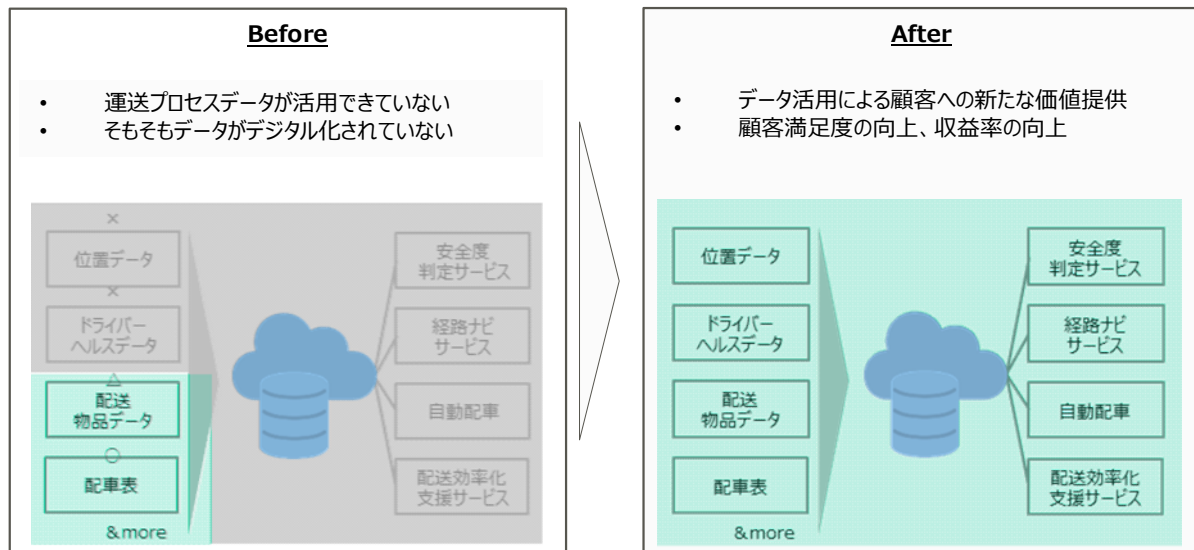 Before
• 運送プロセスデータが活用できていない
• そもそもデータがデジタル化されていない
×
位置データ
×
ドライバー
ヘルスデータ
△
配送
物品データ
○
配車表
&more
安全度
判定サービス
経路ナビ
サービス
自動配車
配送効率化
支援サービス
After
• データ活用による顧客への新たな価値提供
• 顧客満足度の向上、収益率の向上
位置データ
ドライバー
ヘルスデータ
配送
物品データ
配車表
&more
安全度
判定サービス
経路ナビ
サービス
自動配車
配送効率化
支援サービス